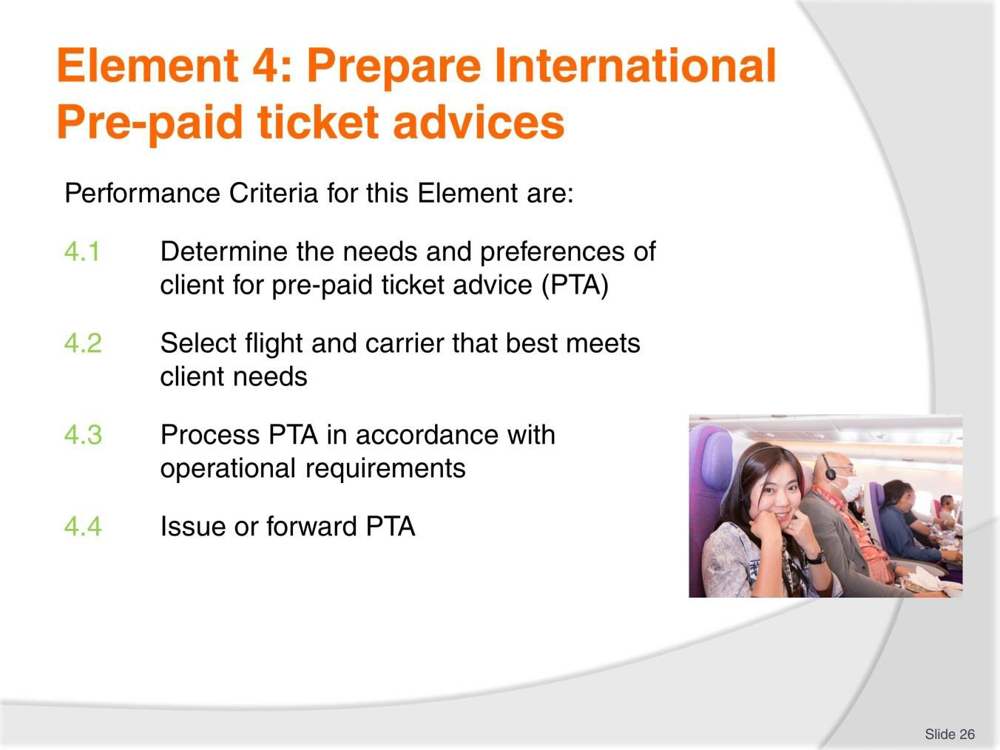 Element 4: Prepare International
Pre-paid ticket advices
Performance Criteria for this Element are:
4.1 Determine the needs and preferences of
client for pre-paid ticket advice (PTA)
4.2 Select flight and carrier that best meets
client needs
4.3 Process PTA in accordance with
operational requirements
4.4 Issue or forward PTA
Slide 26